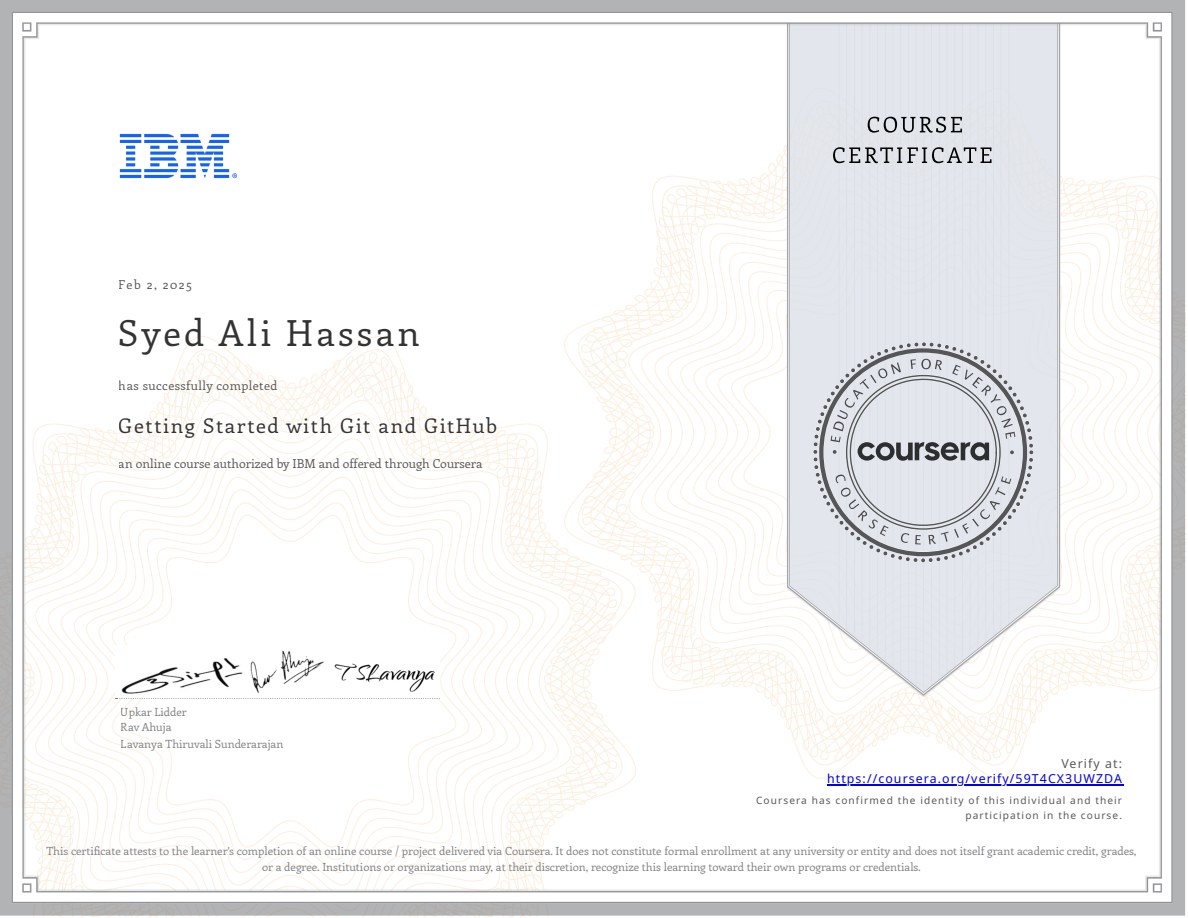 COURSE
CERTIFICATE
IBM®
Feb 2, 2025
Syed Ali Hassan
has successfully completed
Getting Started with Git and GitHub
an online course authorized by IBM and offered through Coursera
EDUCATION FOR EVERYONE
coursera
COURSE CERTIFICATE
TSLavanya
Upkar Lidder
Rav Ahuja
Lavanya Thiruvali Sunderarajan
Verify at:
https://coursera.org/verify/59T4CX3UWZDA
Coursera has confirmed the identity of this individual and their
participation in the course.
This certificate attests to the learner's completion of an online course / project delivered via Coursera. It does not constitute formal enrollment at any university or entity and does not itself grant academic credit, grades,
or a degree. Institutions or organizations may, at their discretion, recognize this learning toward their own programs or credentials.